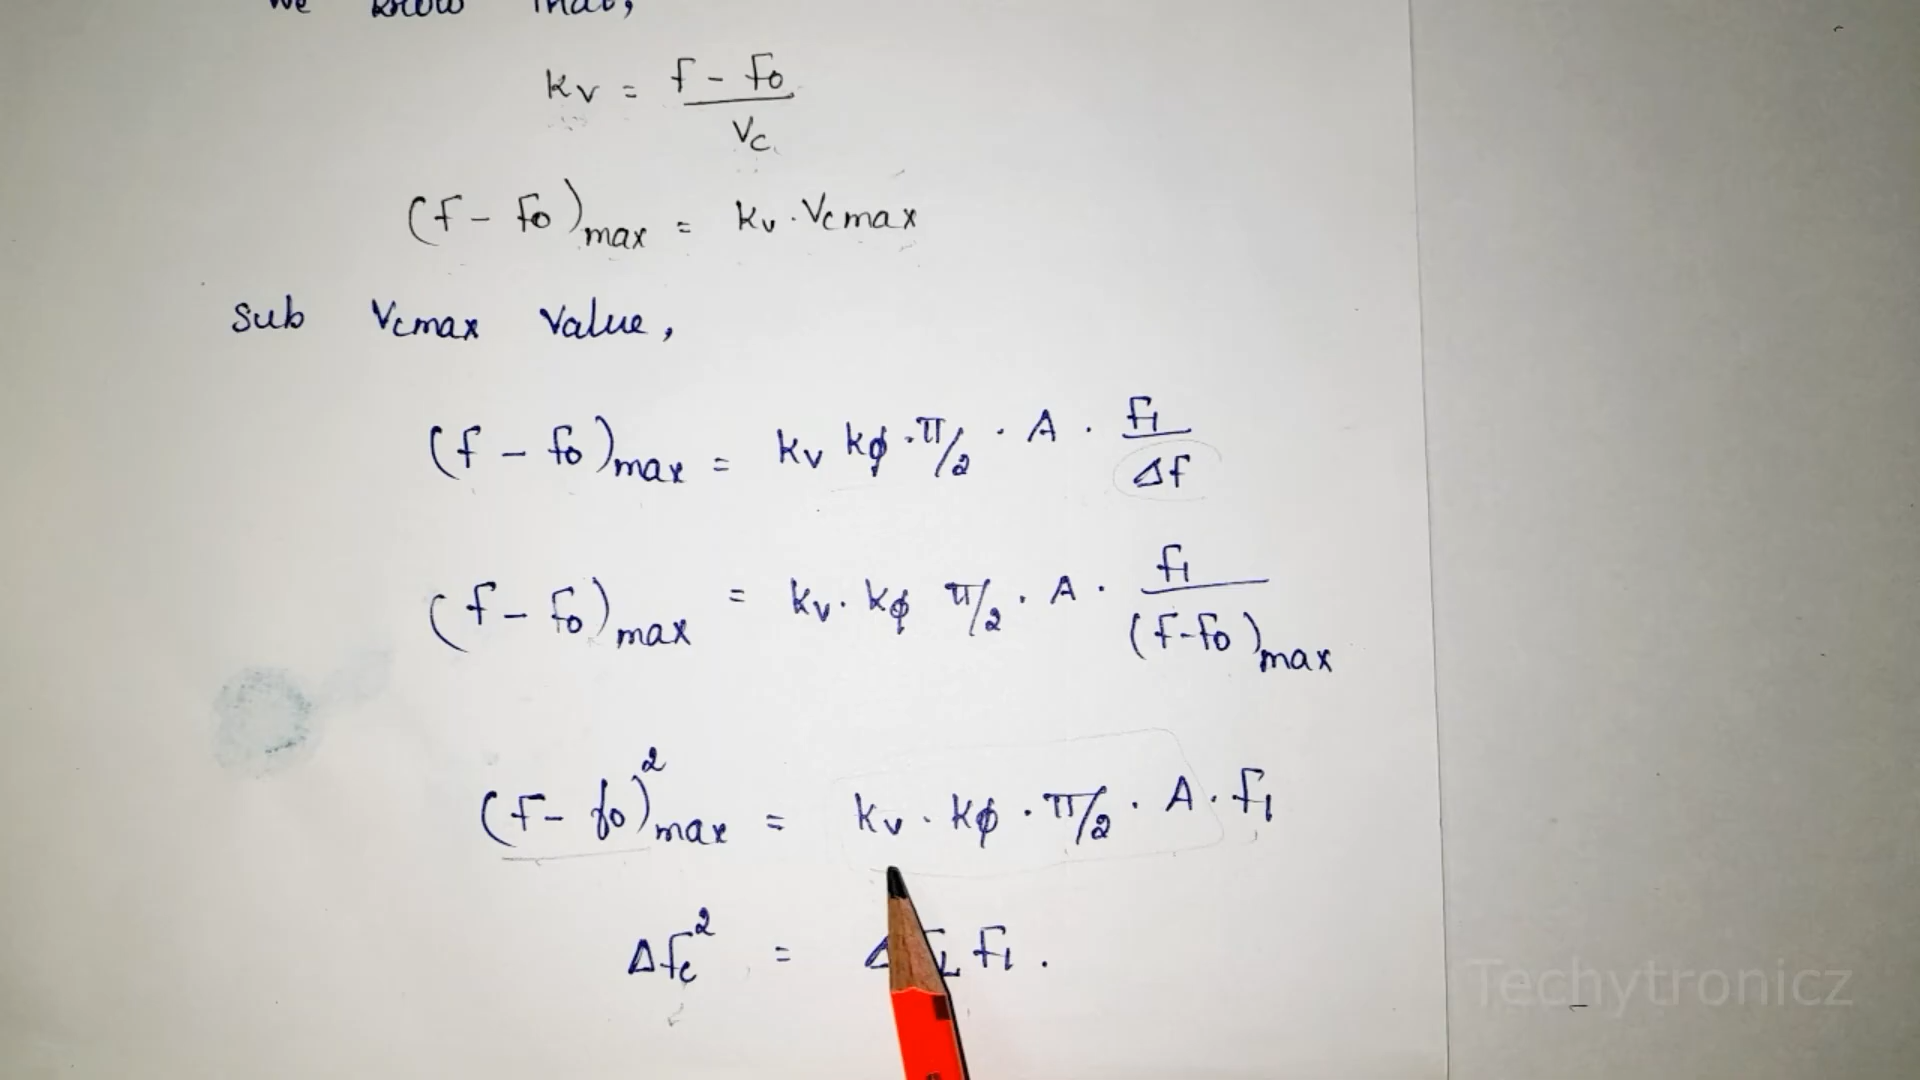 We know that,
Kv = f - fo / Vc
(f - fo)max = Kv . Vcmax
Sub Vcmax Value,
(f - fo)max = Kv Kϕ . π/2 . A . f1 / Δf
(f - fo)max = Kv . Kϕ π/2 . A . f1 / (f-fo)max
(f - fo)²max = Kv . Kϕ . π/2 . A . f1
Δfc² = Δ fL f1 .
Techytronicz